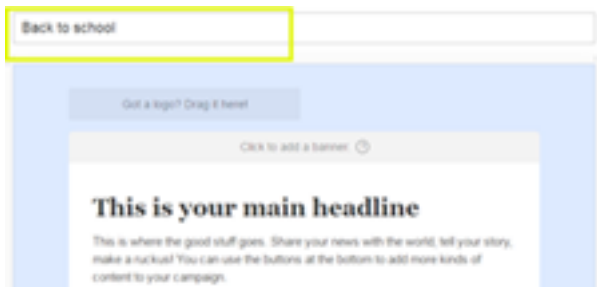 Back to school
Got a logo? Drag it here!
Click to add a banner. ?
This is your main headline
This is where the good stuff goes. Share your news with the world, tell your story,
make a ruckus! You can use the buttons at the bottom to add more kinds of
content to your campaign.